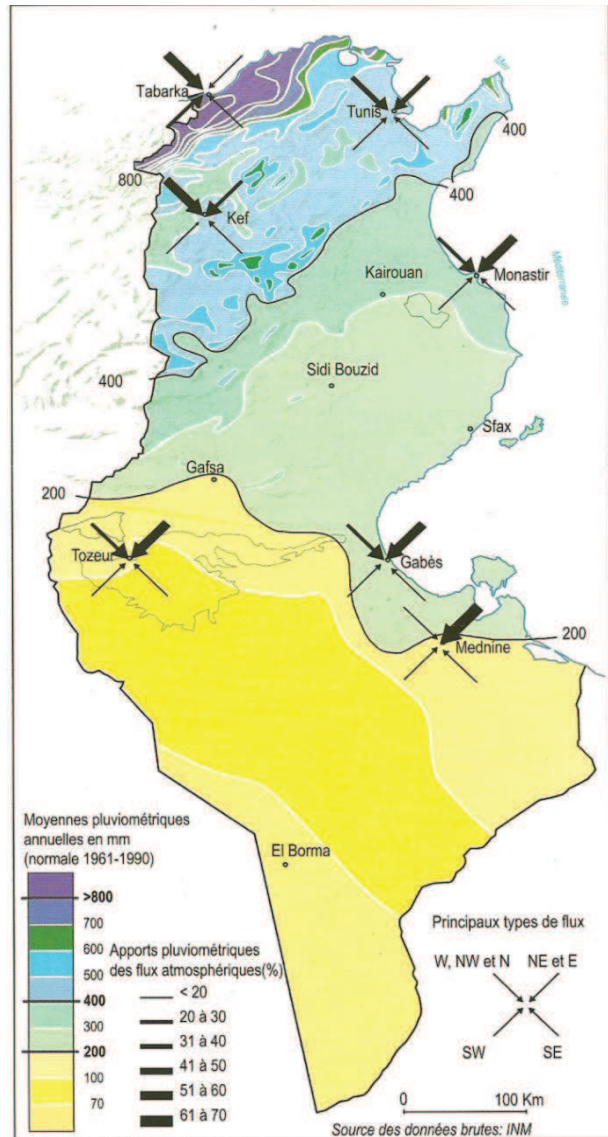 Tabarka
Tunis
Mer
400
800
400
Kef
Kairouan
Monastir
Méditerranée
Sidi Bouzid
400
Sfax
Gafsa
200
Tozeur
Gabès
200
Mednine
El Borma
Moyennes pluviométriques
annuelles en mm
(normale 1961-1990)
>800
700
600
500
400
300
200
100
70
Apports pluviométriques
des flux atmosphériques(%)
< 20
20 à 30
31 à 40
41 à 50
51 à 60
61 à 70
Principaux types de flux
W, NW et N
NE et E
SW
SE
0
100 Km
Source des données brutes: INM